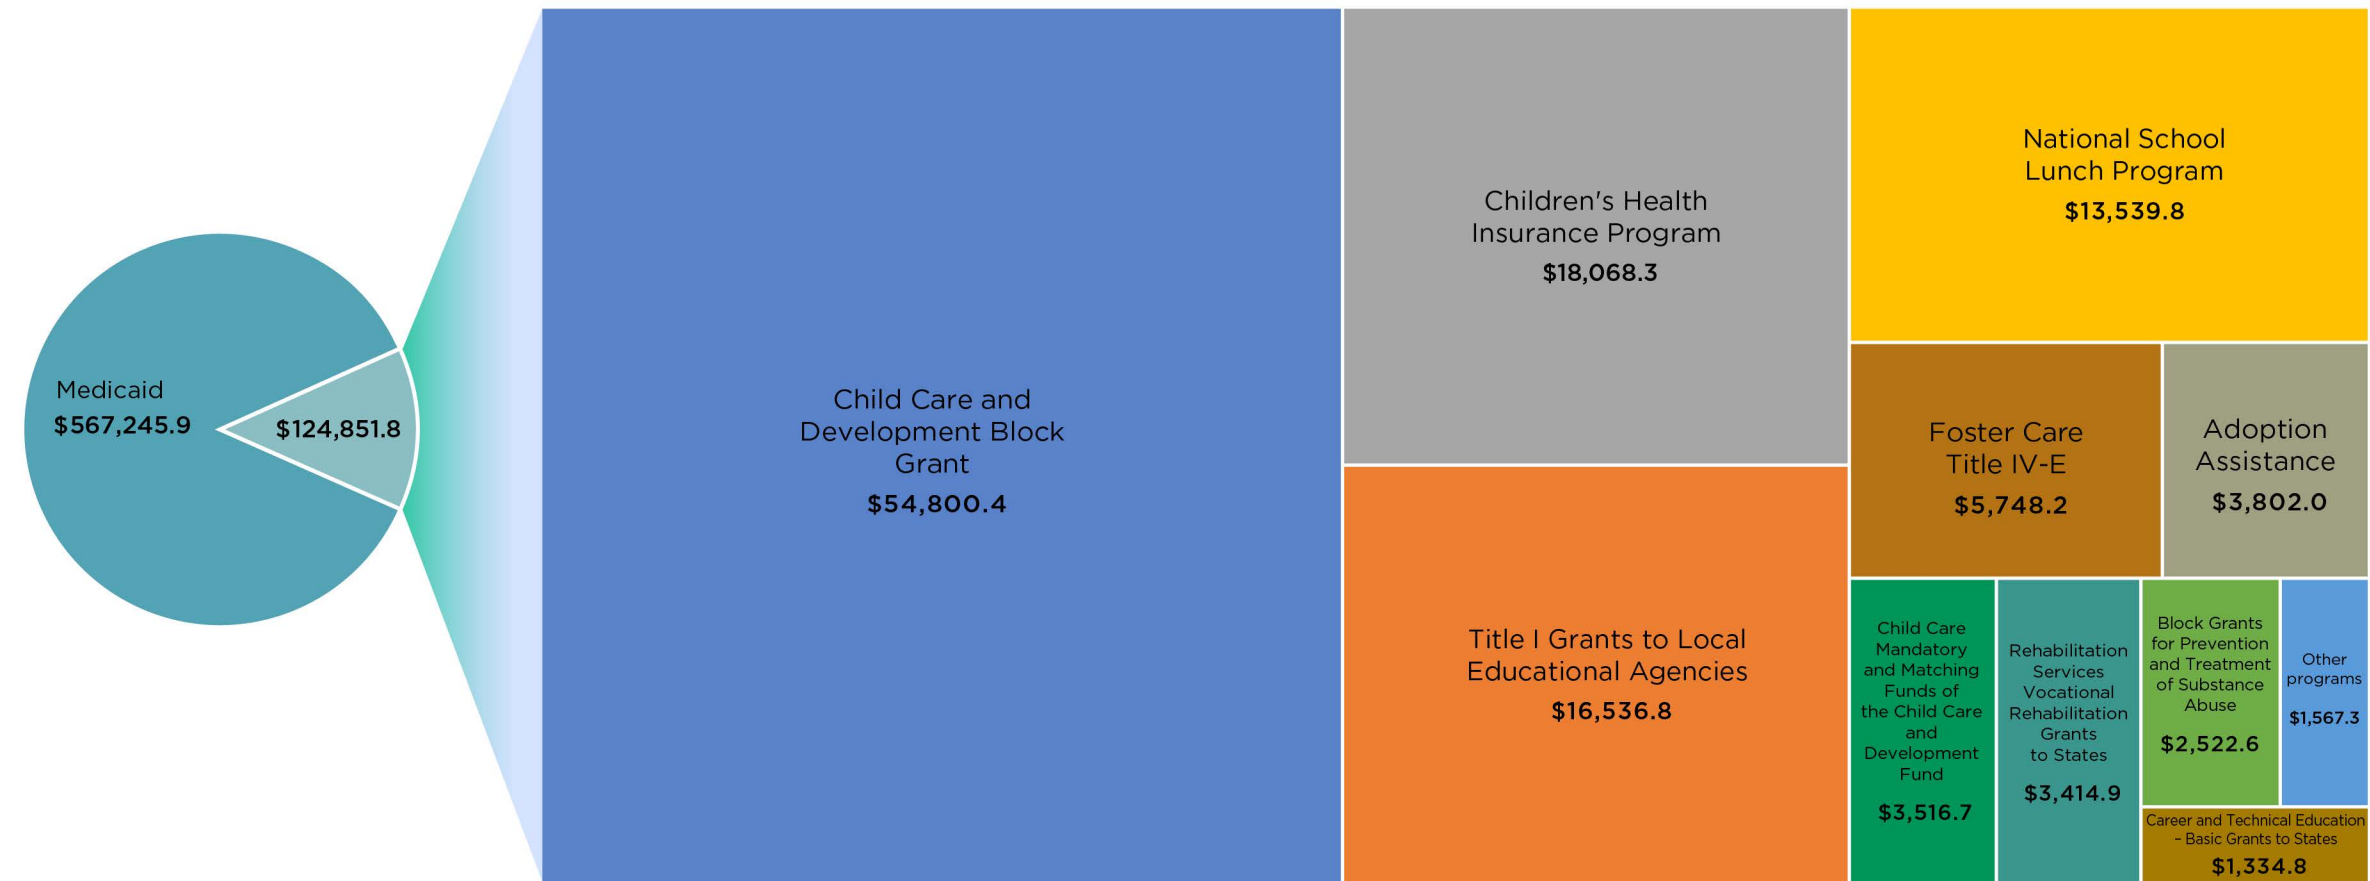 Medicaid
$567,245.9
$124,851.8
Child Care and
Development Block
Grant
$54,800.4
Children's Health
Insurance Program
$18,068.3
Title I Grants to Local
Educational Agencies
$16,536.8
National School
Lunch Program
$13,539.8
Foster Care
Title IV-E
$5,748.2
Adoption
Assistance
$3,802.0
Child Care
Mandatory
and Matching
Funds of
the Child Care
and
Development
Fund
$3,516.7
Rehabilitation
Services
Vocational
Rehabilitation
Grants
to States
$3,414.9
Block Grants
for Prevention
and Treatment
of Substance
Abuse
$2,522.6
Other
programs
$1,567.3
Career and Technical Education
– Basic Grants to States
$1,334.8